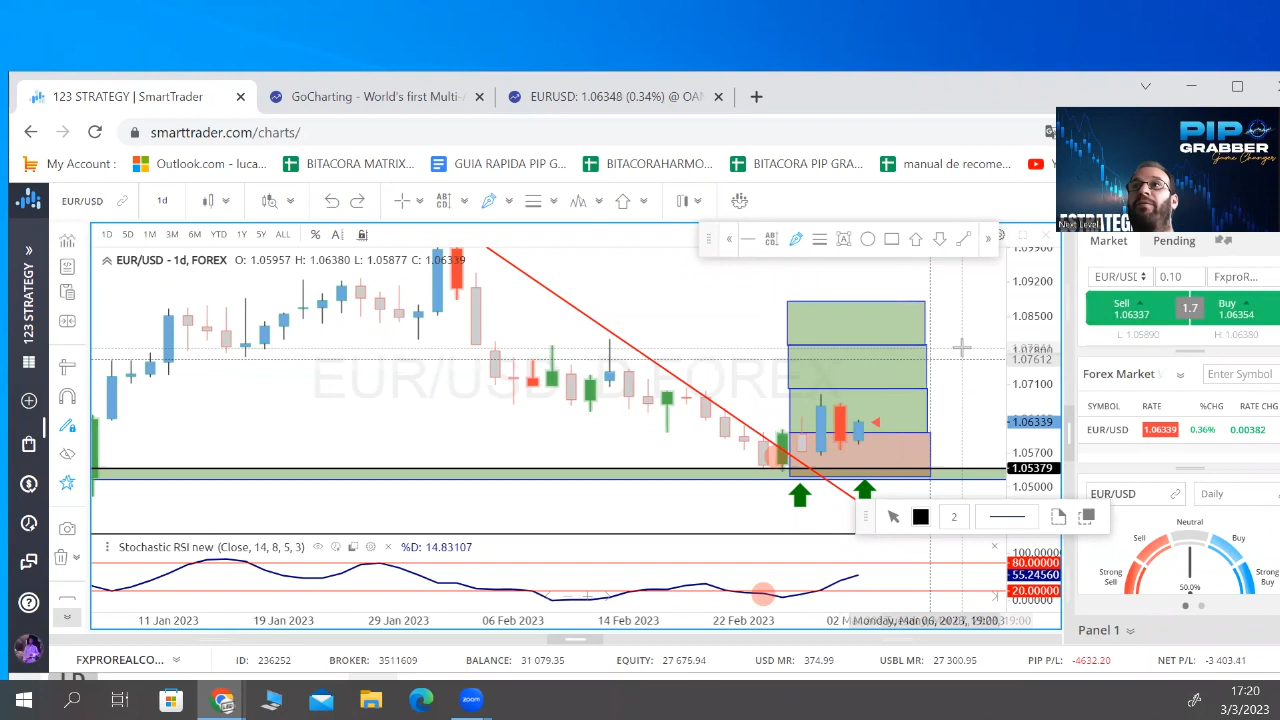 123 STRATEGY | SmartTrader
GoCharting - World's first Multi-A
EURUSD: 1.06348 (0.34%) @ OAN
smarttrader.com/charts/
My Account :
Outlook.com - luca...
BITACORA MATRIX...
GUIA RAPIDA PIP G...
BITACORAHARMO...
BITACORA PIP GRA...
manual de recome...
PIP
GRABBER
Game Changer
ESTRATEG
Next Level
EUR/USD
1d
1D 5D 1M 3M 6M YTD 1Y 5Y ALL
EUR/USD - 1d, FOREX O: 1.05957 H: 1.06380 L: 1.05877 C: 1.06339
EUR/USD - 1D, FOREX
1.09900
1.09200
1.08500
1.07800
1.07612
1.07100
1.06339
1.05700
1.05379
1.05000
2
Stochastic RSI new (Close, 14, 8, 5, 3)
%D: 14.83107
100.00000
80.00000
55.24560
20.00000
0.00000
11 Jan 2023
19 Jan 2023
29 Jan 2023
06 Feb 2023
14 Feb 2023
22 Feb 2023
02 M
Monday, Mar 06, 2023, 19:00
123 STRATEGY
Market
Pending
EUR/USD
0.10
FxproR...
Sell
1.06337
1.7
Buy
1.06354
L: 1.05890
H: 1.06380
Forex Market
Enter Symbol
SYMBOL RATE %CHG RATE CHG
EUR/USD 1.06339 0.36% 0.00382
EUR/USD
Daily
Neutral
Sell
Buy
Strong
Sell
Strong
Buy
50.0%
Panel 1
FXPROREALCO...
ID: 236252
BROKER: 3511609
BALANCE: 31 079.35
EQUITY: 27 675.94
USD MR: 374.99
USBL MR: 27 300.95
PIP P/L: -4632.20
NET P/L: -3 403.41
zoom
17:20
3/3/2023